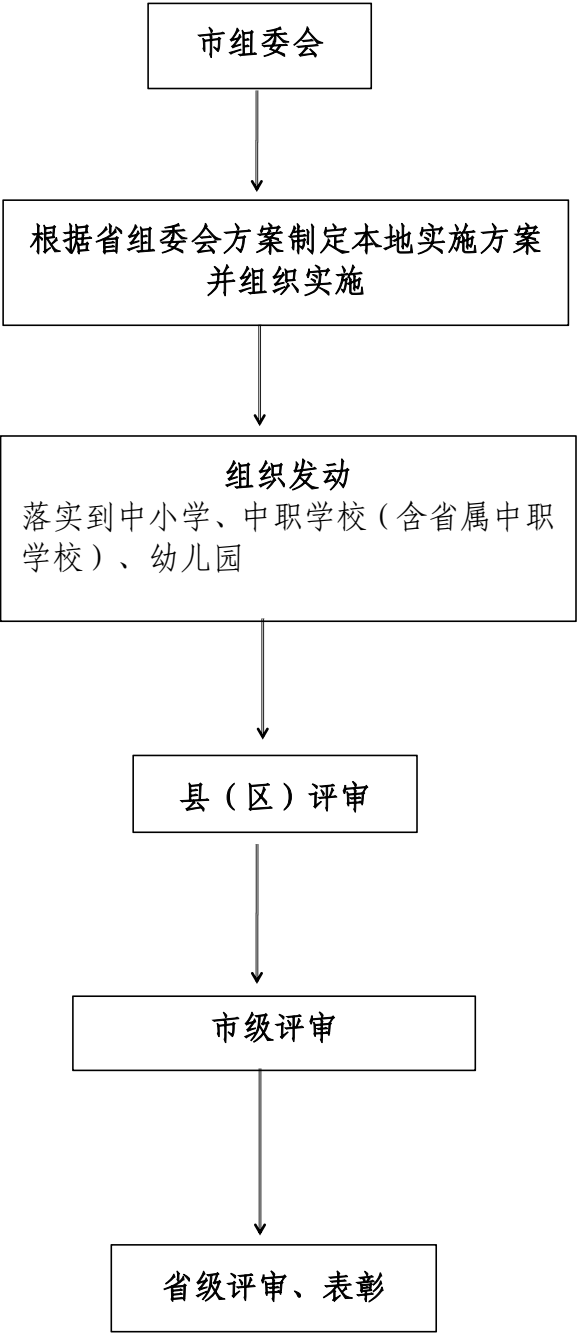 市组委会
根据省组委会方案制定本地实施方案
并组织实施
组织发动
落实到中小学、中职学校（含省属中职
学校）、幼儿园
县（区）评审
市级评审
省级评审、表彰